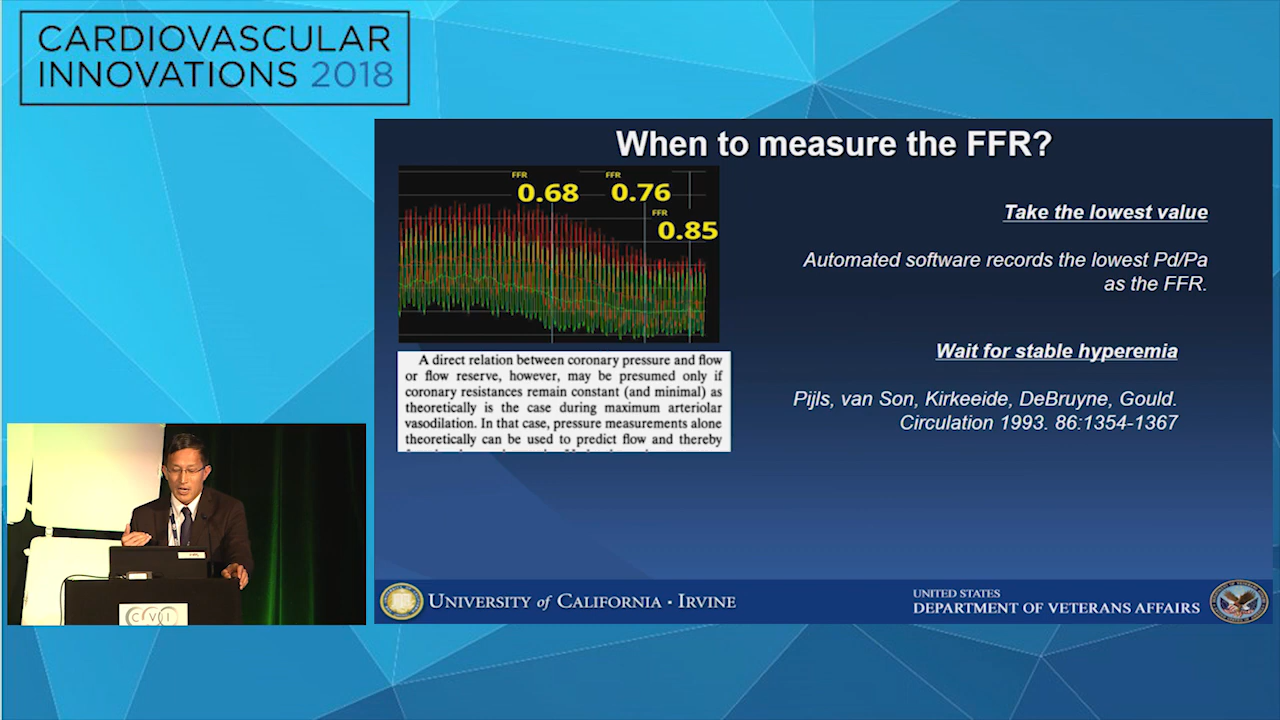 CARDIOVASCULAR
INNOVATIONS 2018
When to measure the FFR?
FFR
0.68
FFR
0.76
FFR
0.85
Take the lowest value
Automated software records the lowest Pd/Pa
as the FFR.
A direct relation between coronary pressure and flow
or flow reserve, however, may be presumed only if
coronary resistances remain constant (and minimal) as
theoretically is the case during maximum arteriolar
vasodilation. In that case, pressure measurements alone
theoretically can be used to predict flow and thereby
Wait for stable hyperemia
Pijls, van Son, Kirkeeide, DeBruyne, Gould.
Circulation 1993. 86:1354-1367
CVI
UNIVERSITY of CALIFORNIA · IRVINE
UNITED STATES
DEPARTMENT OF VETERANS AFFAIRS